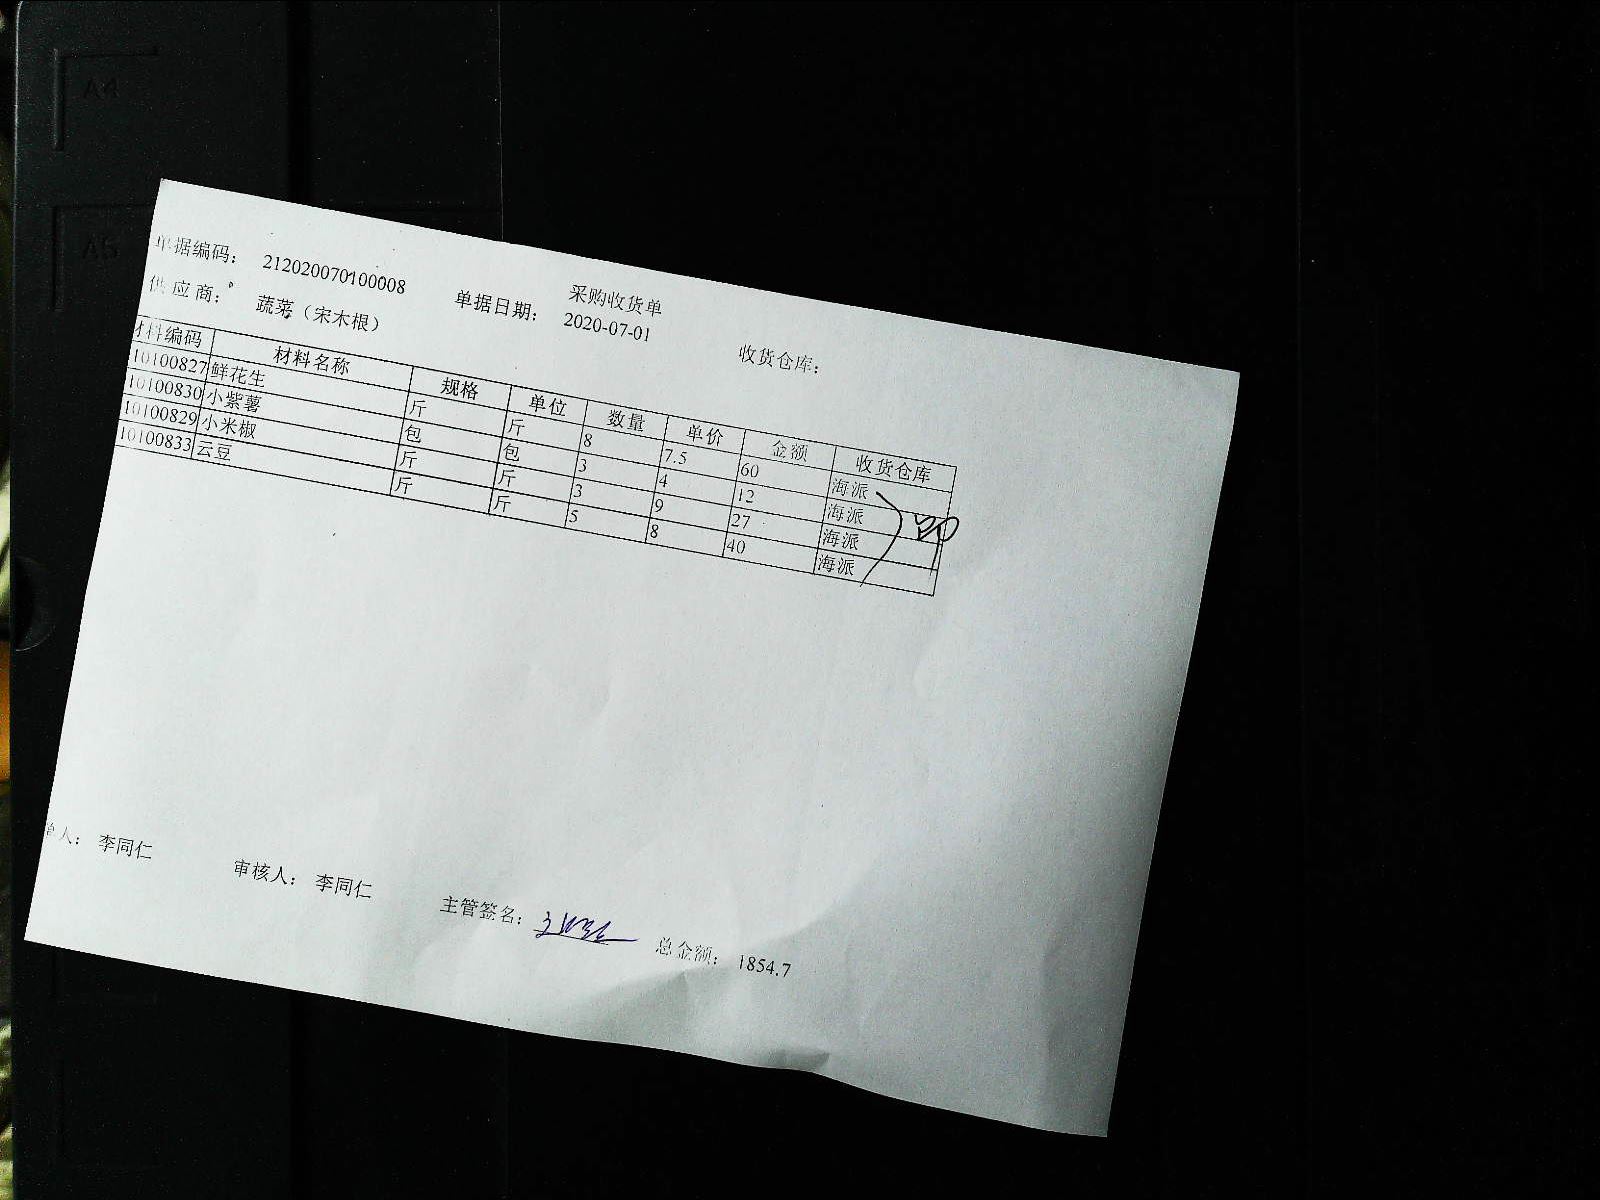 A4
A5
采购收货单
单据编码： 212020070100008 单据日期： 2020-07-01 收货仓库：
供应商： 蔬菜（宋木根）
材料编码 材料名称 规格 单位 数量 单价 金额 收货仓库
10100827 鲜花生 斤 斤 8 7.5 60 海派
10100830 小紫薯 包 包 3 4 12 海派
10100829 小米椒 斤 斤 3 9 27 海派
10100833 云豆 斤 斤 5 8 40 海派
单人： 李同仁 审核人： 李同仁 主管签名： 总金额： 1854.7